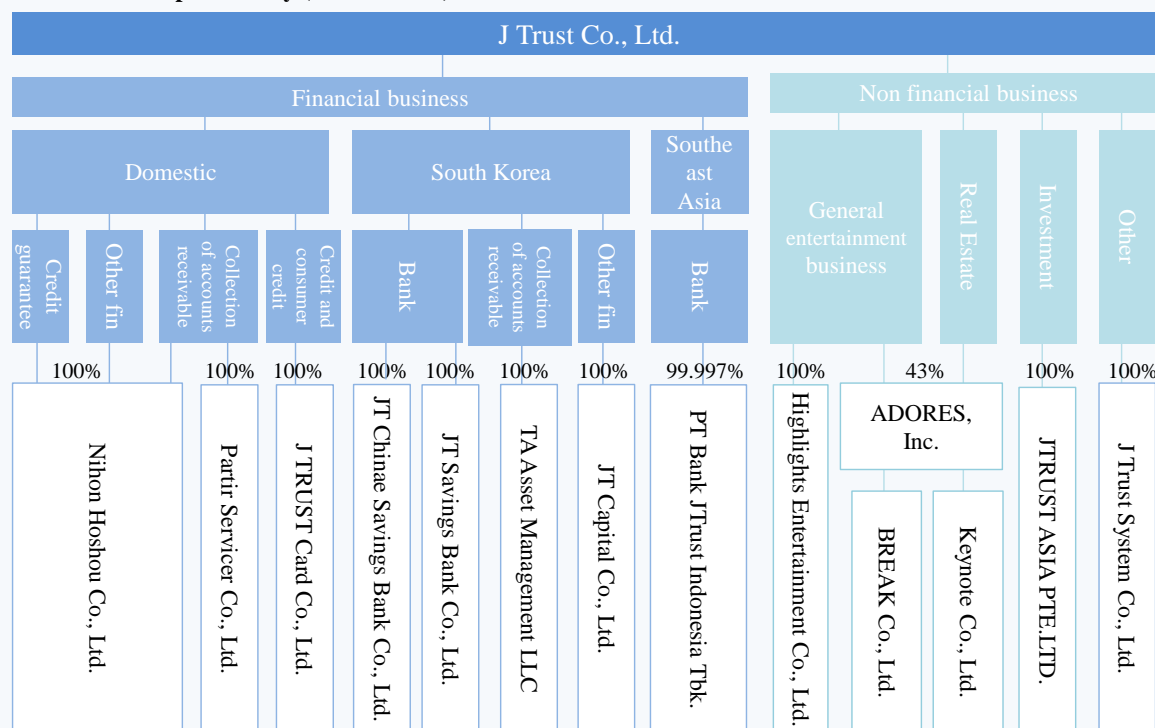 J Trust Co., Ltd.
Financial business
Non financial business
Domestic
South Korea
Southe
ast
Asia
General
entertainment
business
Real Estate
Investment
Other
Credit
guarantee
Other fin
Collection
of accounts
receivable
Credit and
consumer
credit
Bank
Collection
of accounts
receivable
Other fin
Bank
100%
100%
100%
100%
100%
100%
100%
99.997%
100%
43%
100%
100%
Nihon Hoshou Co., Ltd.
Partir Servicer Co., Ltd.
J TRUST Card Co., Ltd.
JT Chinae Savings Bank Co., Ltd.
JT Savings Bank Co., Ltd.
TA Asset Management LLC
JT Capital Co., Ltd.
PT Bank JTrust Indonesia Tbk.
Highlights Entertainment Co., Ltd.
ADORES,
Inc.
BREAK Co., Ltd.
Keynote Co., Ltd.
JTRUST ASIA PTE.LTD.
J Trust System Co., Ltd.